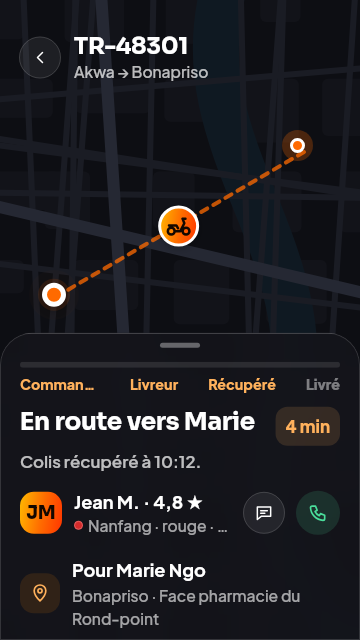 TR-48301
Akwa → Bonapriso
Comman…
Livreur
Récupéré
Livré
En route vers Marie
4 min
Colis récupéré à 10:12.
JM
Jean M. · 4,8 ★
Nanfang · rouge · …
Pour Marie Ngo
Bonapriso · Face pharmacie du
Rond-point